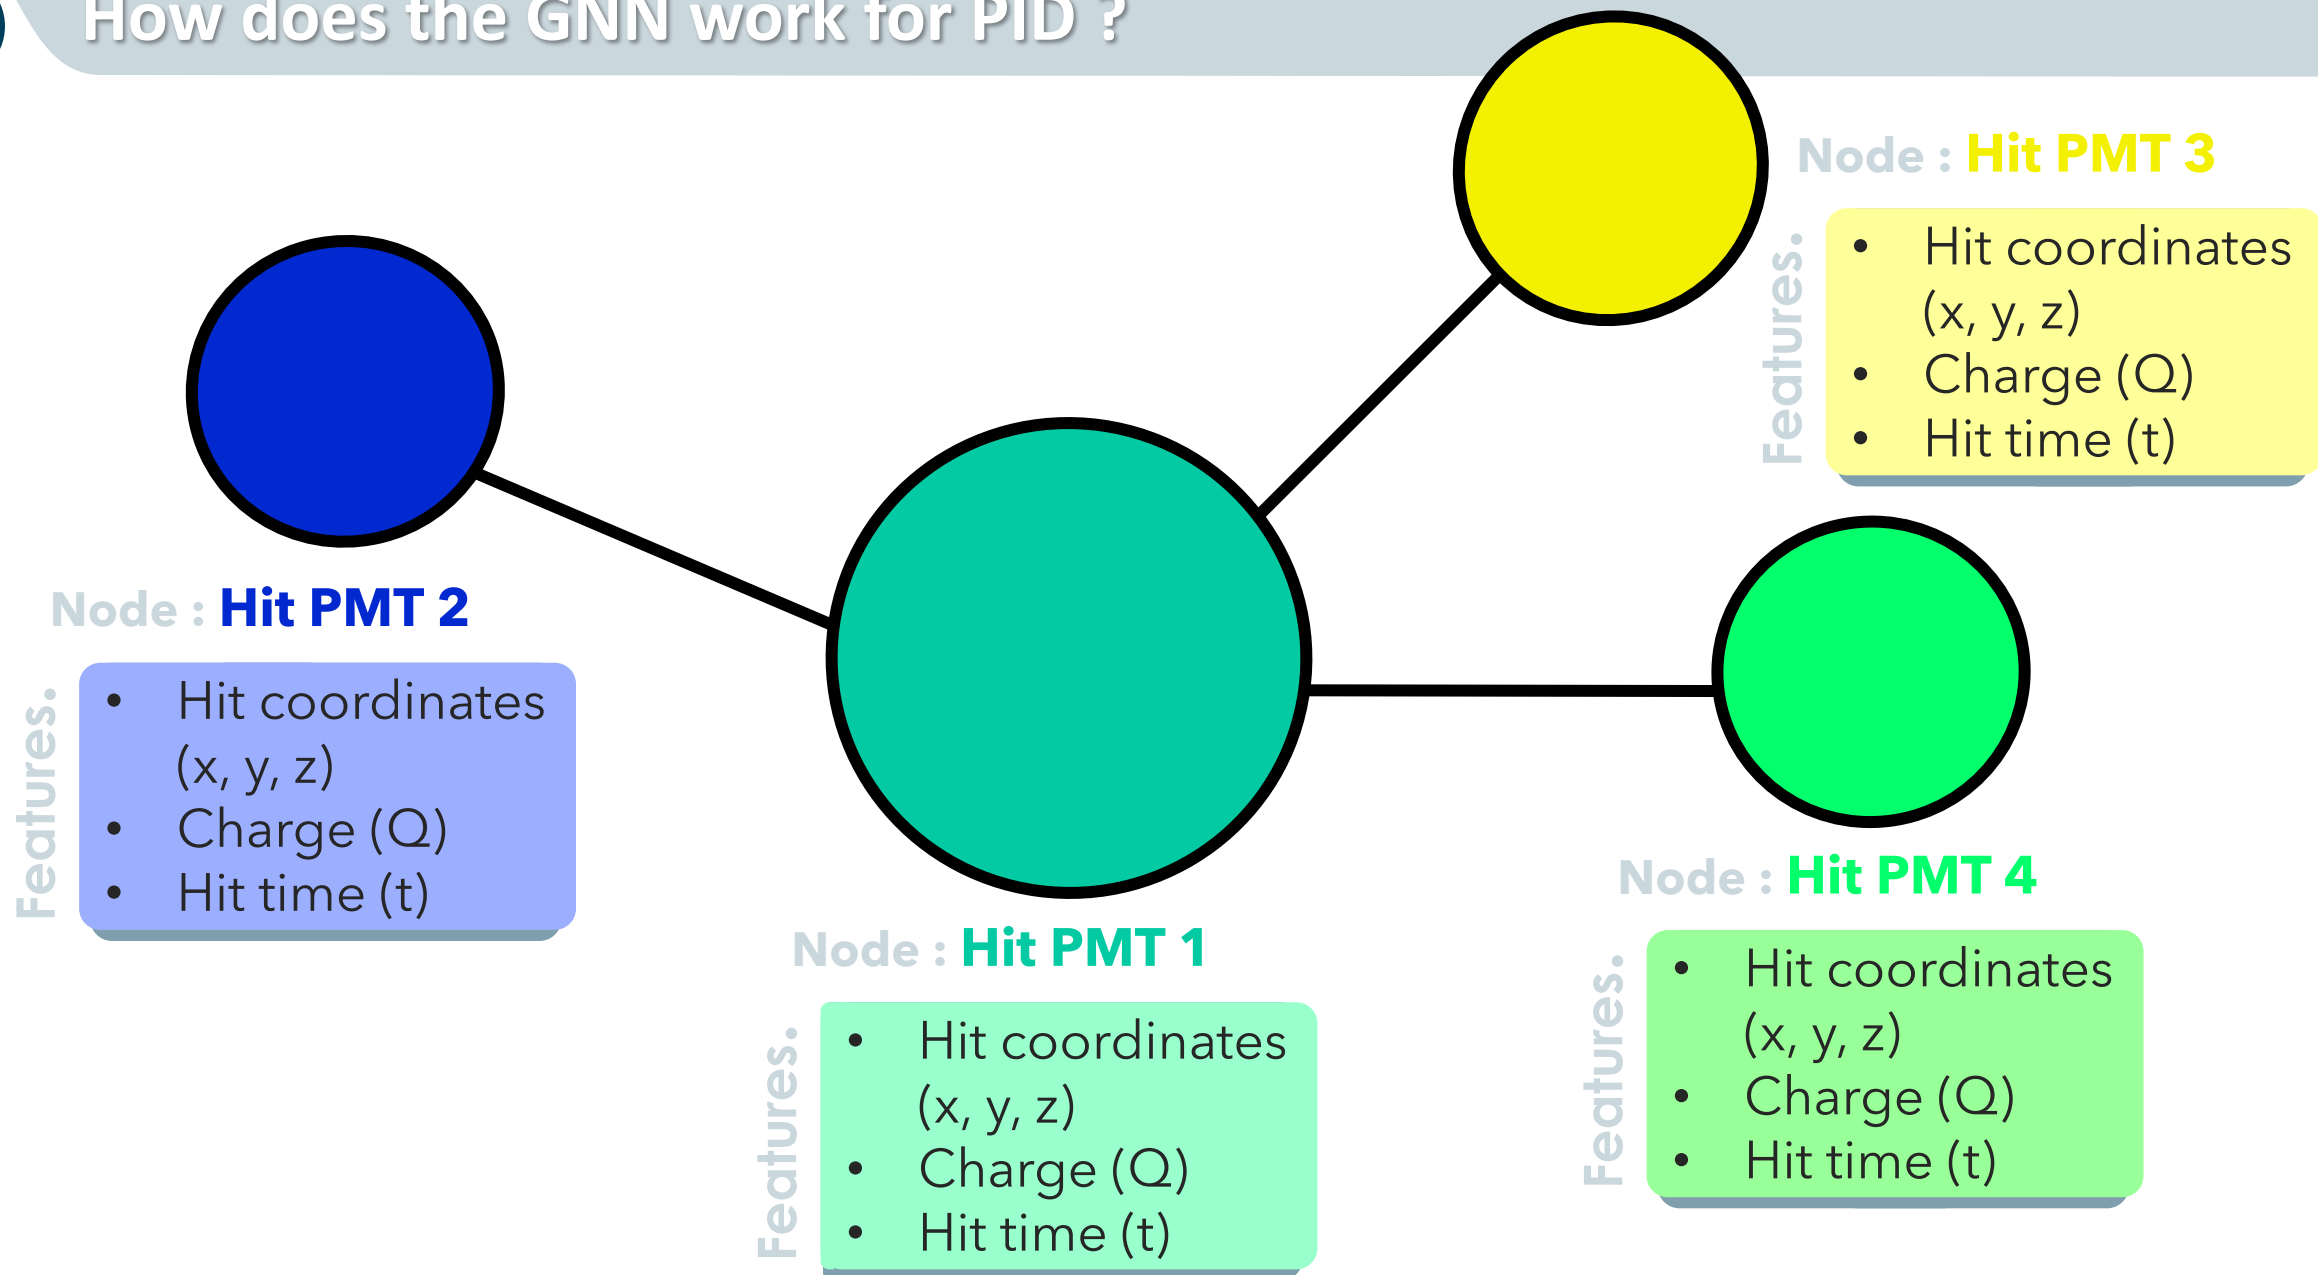 How does the GNN work for PID ?
Node : Hit PMT 3
Features.
• Hit coordinates
(x, y, z)
• Charge (Q)
• Hit time (t)
Node : Hit PMT 2
Features.
• Hit coordinates
(x, y, z)
• Charge (Q)
• Hit time (t)
Node : Hit PMT 1
Features.
• Hit coordinates
(x, y, z)
• Charge (Q)
• Hit time (t)
Node : Hit PMT 4
Features.
• Hit coordinates
(x, y, z)
• Charge (Q)
• Hit time (t)